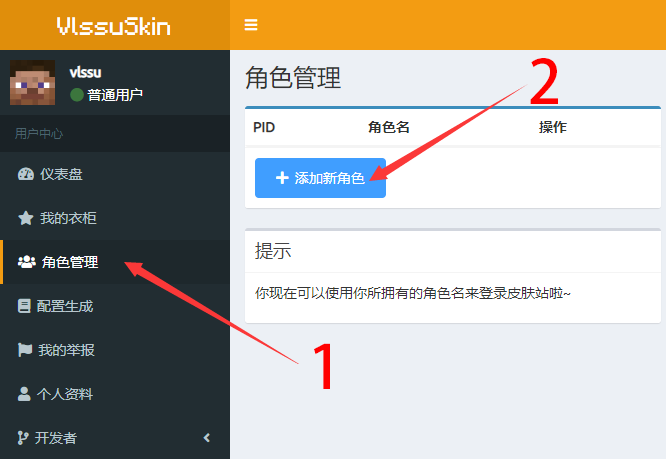 VlssuSkin
vlssu
普通用户
用户中心
仪表盘
我的衣柜
角色管理
配置生成
我的举报
个人资料
开发者
角色管理
PID 角色名 操作
添加新角色
提示
你现在可以使用你所拥有的角色名来登录皮肤站啦~
1
2